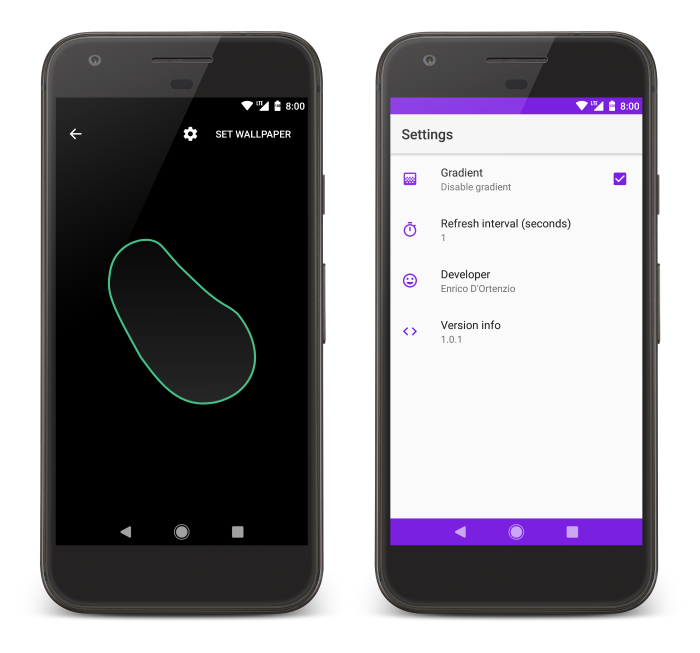 LTE 8:00
SET WALLPAPER
LTE 8:00
Settings
Gradient
Disable gradient
Refresh interval (seconds)
1
Developer
Enrico D'Ortenzio
Version info
1.0.1